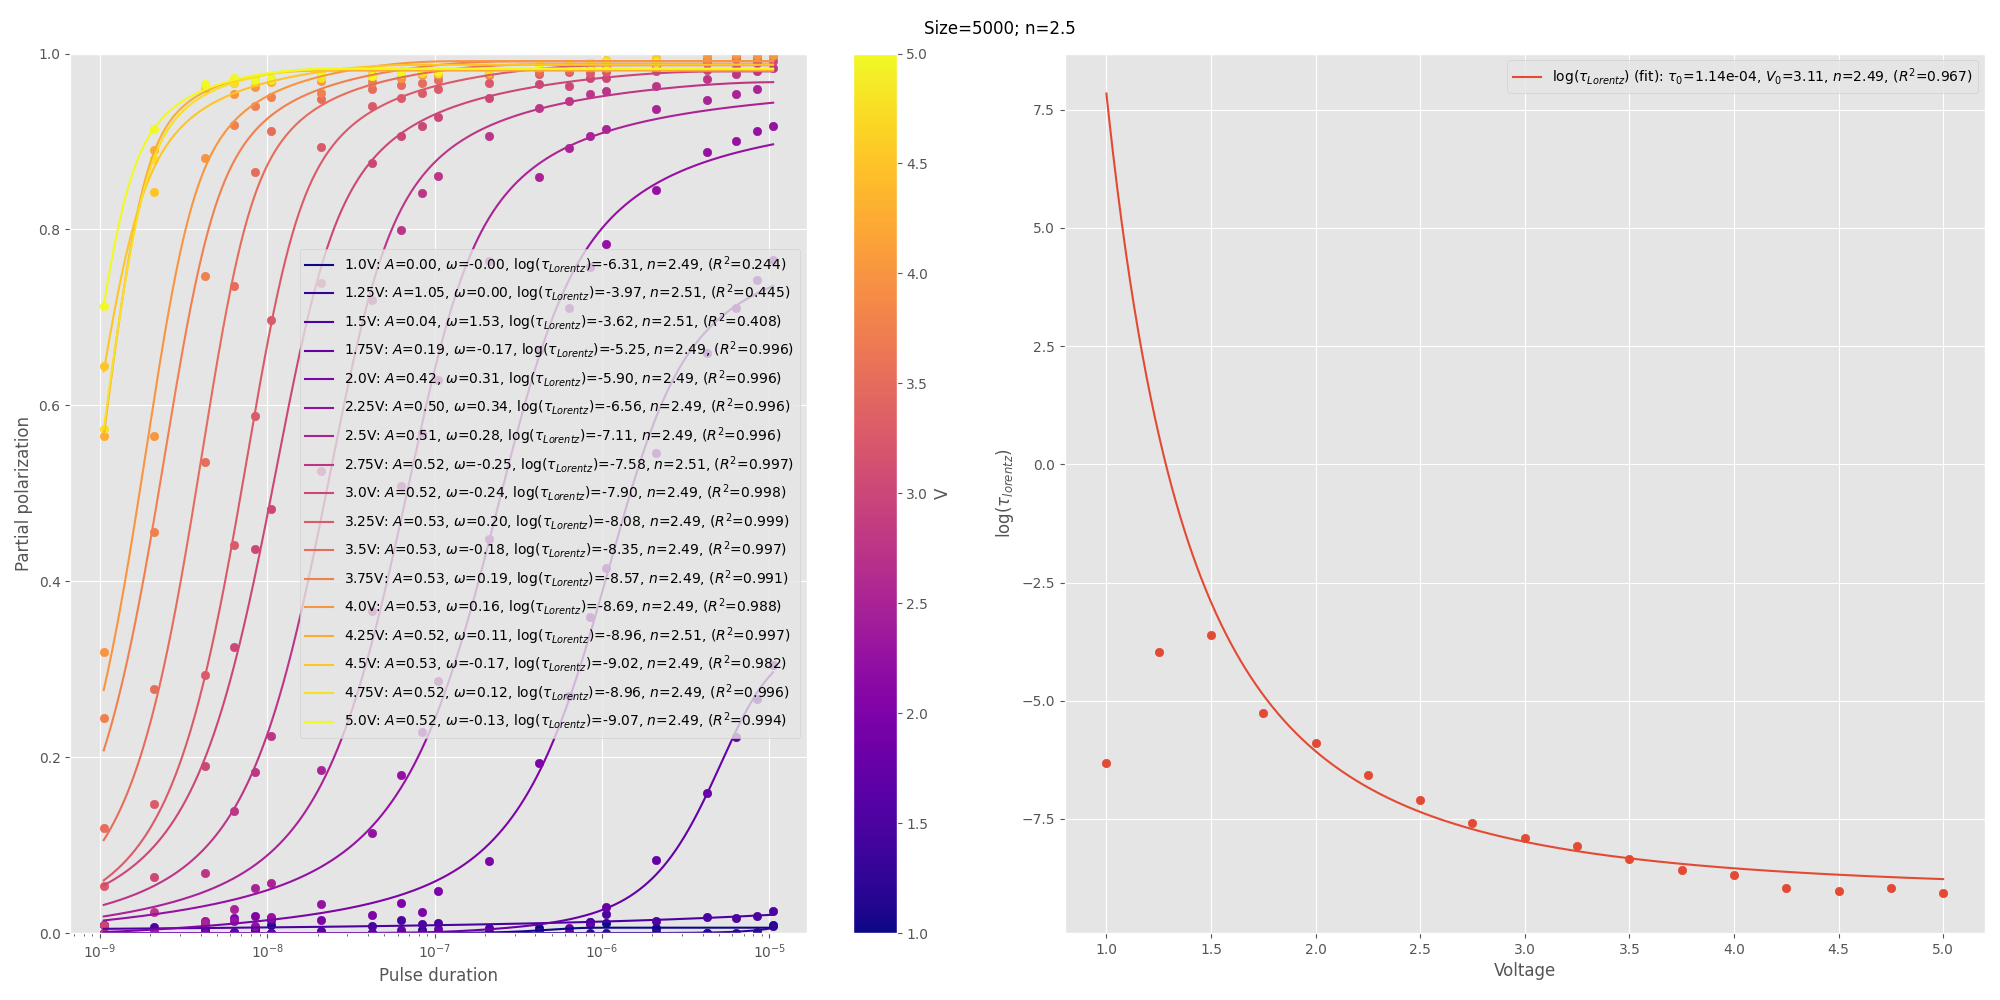 Size=5000; n=2.5
1.0
0.8
0.6
0.4
0.2
0.0
Partial polarization
10⁻⁹
10⁻⁸
10⁻⁷
10⁻⁶
10⁻⁵
Pulse duration
1.0V: A=0.00, ω=-0.00, log(τ_Lorentz)=-6.31, n=2.49, (R²=0.244)
1.25V: A=1.05, ω=0.00, log(τ_Lorentz)=-3.97, n=2.51, (R²=0.445)
1.5V: A=0.04, ω=1.53, log(τ_Lorentz)=-3.62, n=2.51, (R²=0.408)
1.75V: A=0.19, ω=-0.17, log(τ_Lorentz)=-5.25, n=2.49, (R²=0.996)
2.0V: A=0.42, ω=0.31, log(τ_Lorentz)=-5.90, n=2.49, (R²=0.996)
2.25V: A=0.50, ω=0.34, log(τ_Lorentz)=-6.56, n=2.49, (R²=0.996)
2.5V: A=0.51, ω=0.28, log(τ_Lorentz)=-7.11, n=2.49, (R²=0.996)
2.75V: A=0.52, ω=-0.25, log(τ_Lorentz)=-7.58, n=2.51, (R²=0.997)
3.0V: A=0.52, ω=-0.24, log(τ_Lorentz)=-7.90, n=2.49, (R²=0.998)
3.25V: A=0.53, ω=0.20, log(τ_Lorentz)=-8.08, n=2.49, (R²=0.999)
3.5V: A=0.53, ω=-0.18, log(τ_Lorentz)=-8.35, n=2.49, (R²=0.997)
3.75V: A=0.53, ω=0.19, log(τ_Lorentz)=-8.57, n=2.49, (R²=0.991)
4.0V: A=0.53, ω=0.16, log(τ_Lorentz)=-8.69, n=2.49, (R²=0.988)
4.25V: A=0.52, ω=0.11, log(τ_Lorentz)=-8.96, n=2.51, (R²=0.997)
4.5V: A=0.53, ω=-0.17, log(τ_Lorentz)=-9.02, n=2.49, (R²=0.982)
4.75V: A=0.52, ω=0.12, log(τ_Lorentz)=-8.96, n=2.49, (R²=0.996)
5.0V: A=0.52, ω=-0.13, log(τ_Lorentz)=-9.07, n=2.49, (R²=0.994)
5.0
4.5
4.0
3.5
3.0
2.5
2.0
1.5
1.0
V
log(τ_Lorentz) (fit): τ₀=1.14e-04, V₀=3.11, n=2.49, (R²=0.967)
7.5
5.0
2.5
0.0
−2.5
−5.0
−7.5
log(τ_lorentz)
1.0
1.5
2.0
2.5
3.0
3.5
4.0
4.5
5.0
Voltage